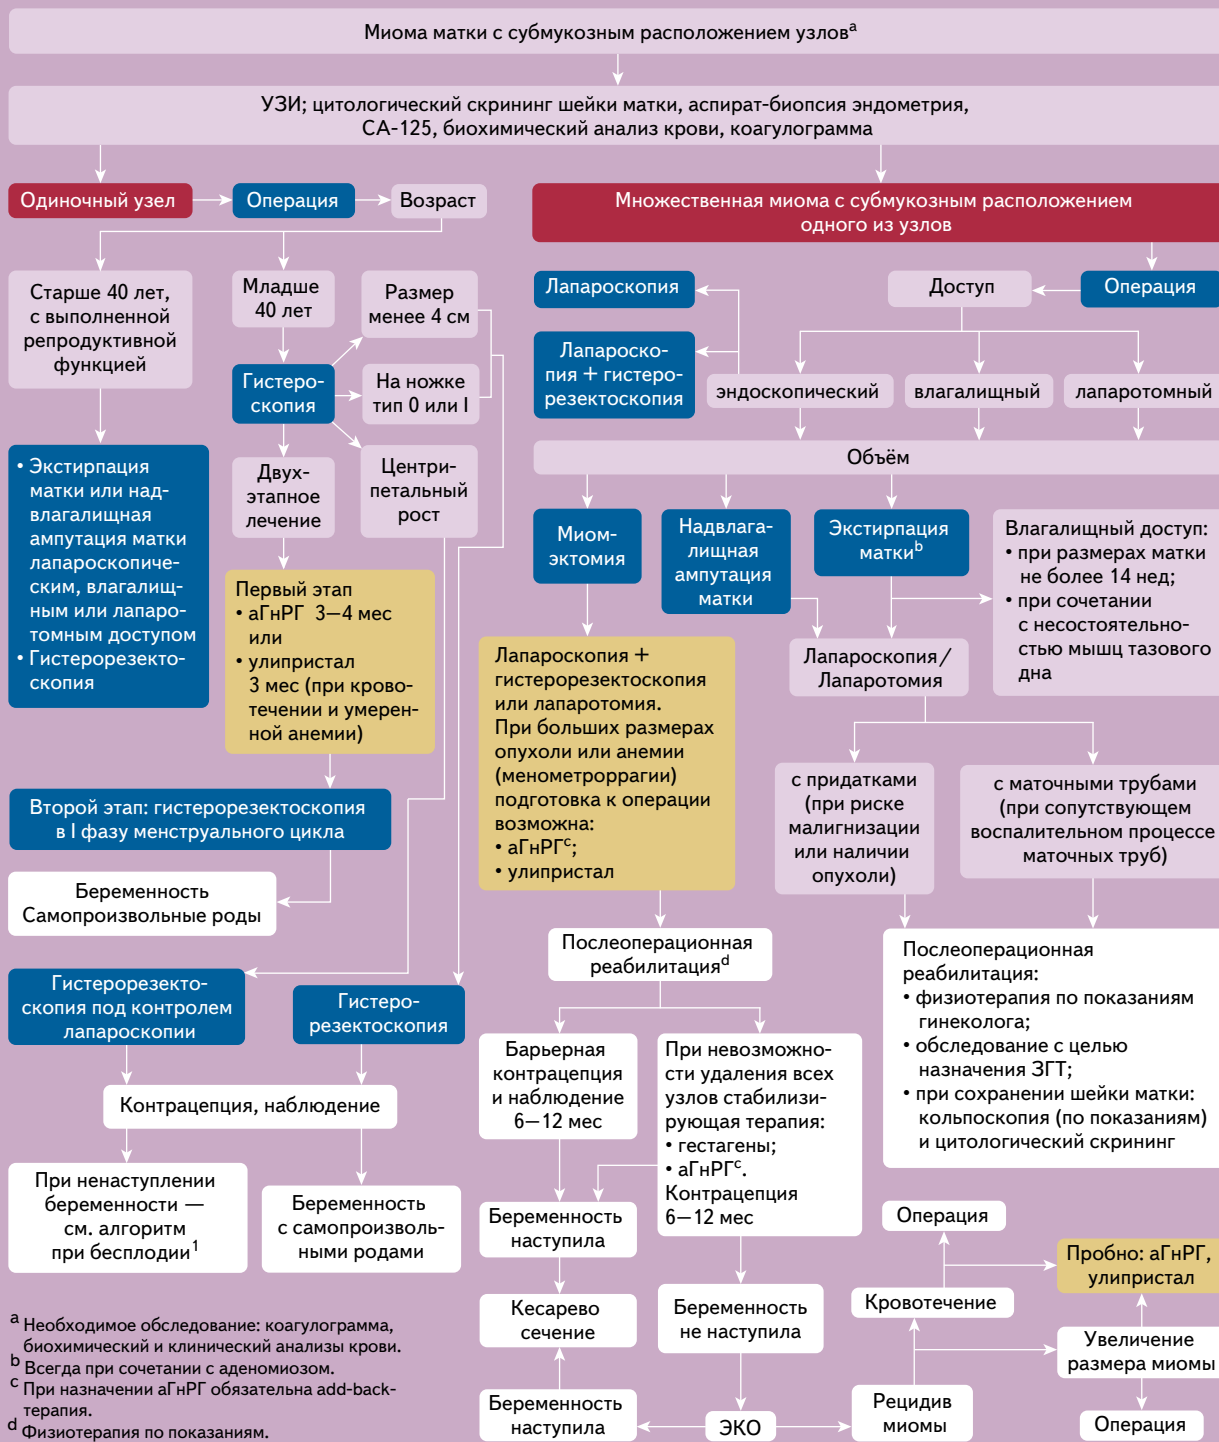 Миома матки с субмукозным расположением узловa
УЗИ; цитологический скрининг шейки матки, аспират-биопсия эндометрия,
СА-125, биохимический анализ крови, коагулограмма
Одиночный узел
Операция
Возраст
Множественная миома с субмукозным расположением
одного из узлов
Старше 40 лет,
с выполненной
репродуктивной
функцией
Младше
40 лет
Размер
менее 4 см
Гистеро-
скопия
На ножке
тип 0 или I
Двух-
этапное
лечение
Центри-
петальный
рост
• Экстирпация
матки или над-
влагалищная
ампутация матки
лапароскопиче-
ским, влагалищ-
ным или лапаро-
томным доступом
• Гистерорезекто-
скопия
Первый этап
• аГнРГ 3—4 мес
или
• улипристал
3 мес (при крово-
течении и умерен-
ной анемии)
Второй этап: гистерорезектоскопия
в I фазу менструального цикла
Беременность
Самопроизвольные роды
Гистерорезекто-
скопия под контролем
лапароскопии
Гистеро-
резектоскопия
Контрацепция, наблюдение
При ненаступлении
беременности —
см. алгоритм
при бесплодии1
Беременность
с самопроизволь-
ными родами
Лапароскопия
Доступ
Операция
Лапароско-
пия + гистеро-
резектоскопия
эндоскопический
влагалищный
лапаротомный
Объём
Миом-
эктомия
Надвлага-
лищная
ампутация
матки
Экстирпация
маткиb
Влагалищный доступ:
• при размерах матки
не более 14 нед;
• при сочетании
с несостоятельно-
стью мышц тазового
дна
Лапароскопия +
гистерорезектоскопия
или лапаротомия.
При больших размерах
опухоли или анемии
(менометроррагии)
подготовка к операции
возможна:
• аГнРГc;
• улипристал
Лапароскопия/
Лапаротомия
с придатками
(при риске
малигнизации
или наличии
опухоли)
с маточными трубами
(при сопутствующем
воспалительном процессе
маточных труб)
Послеоперационная
реабилитацияd
Послеоперационная
реабилитация:
• физиотерапия по показаниям
гинеколога;
• обследование с целью
назначения ЗГТ;
• при сохранении шейки матки:
кольпоскопия (по показаниям)
и цитологический скрининг
Барьерная
контрацепция
и наблюдение
6—12 мес
При невозможно-
сти удаления всех
узлов стабилизи-
рующая терапия:
• гестагены;
• аГнРГc.
Контрацепция
6—12 мес
Беременность
наступила
Кесарево
сечение
Беременность
наступила
Беременность
не наступила
ЭКО
Рецидив
миомы
Операция
Кровотечение
Пробно: аГнРГ,
улипристал
Увеличение
размера миомы
Операция
a Необходимое обследование: коагулограмма,
биохимический и клинический анализы крови.
b Всегда при сочетании с аденомиозом.
c При назначении аГнРГ обязательна add-back-
терапия.
d Физиотерапия по показаниям.